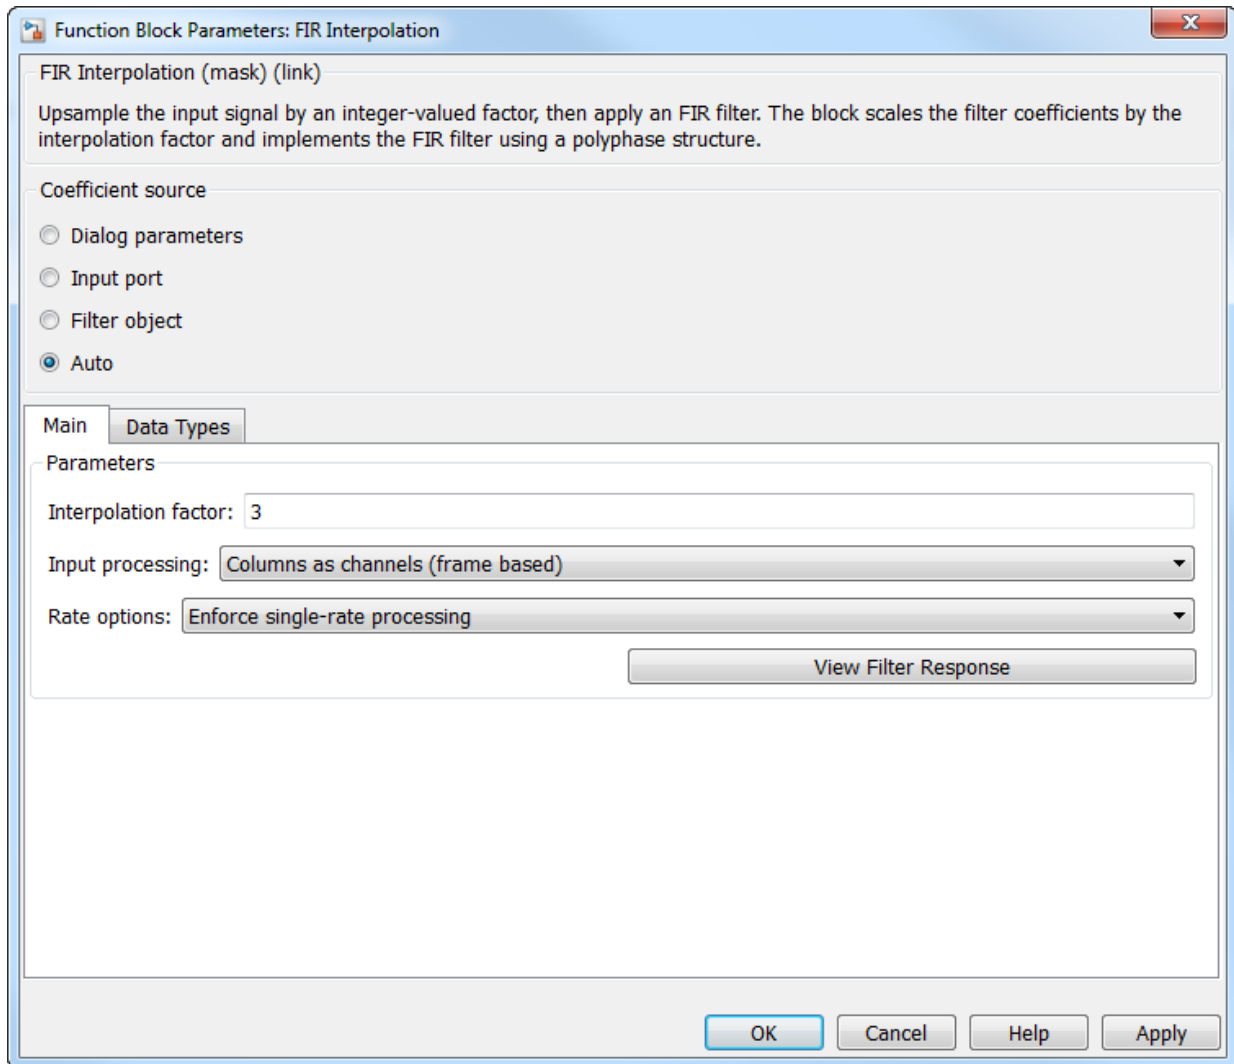 Function Block Parameters: FIR Interpolation
FIR Interpolation (mask) (link)
Upsample the input signal by an integer-valued factor, then apply an FIR filter. The block scales the filter coefficients by the
interpolation factor and implements the FIR filter using a polyphase structure.
Coefficient source
Dialog parameters
Input port
Filter object
Auto
Main Data Types
Parameters
Interpolation factor: 3
Input processing: Columns as channels (frame based)
Rate options: Enforce single-rate processing
View Filter Response
OK Cancel Help Apply